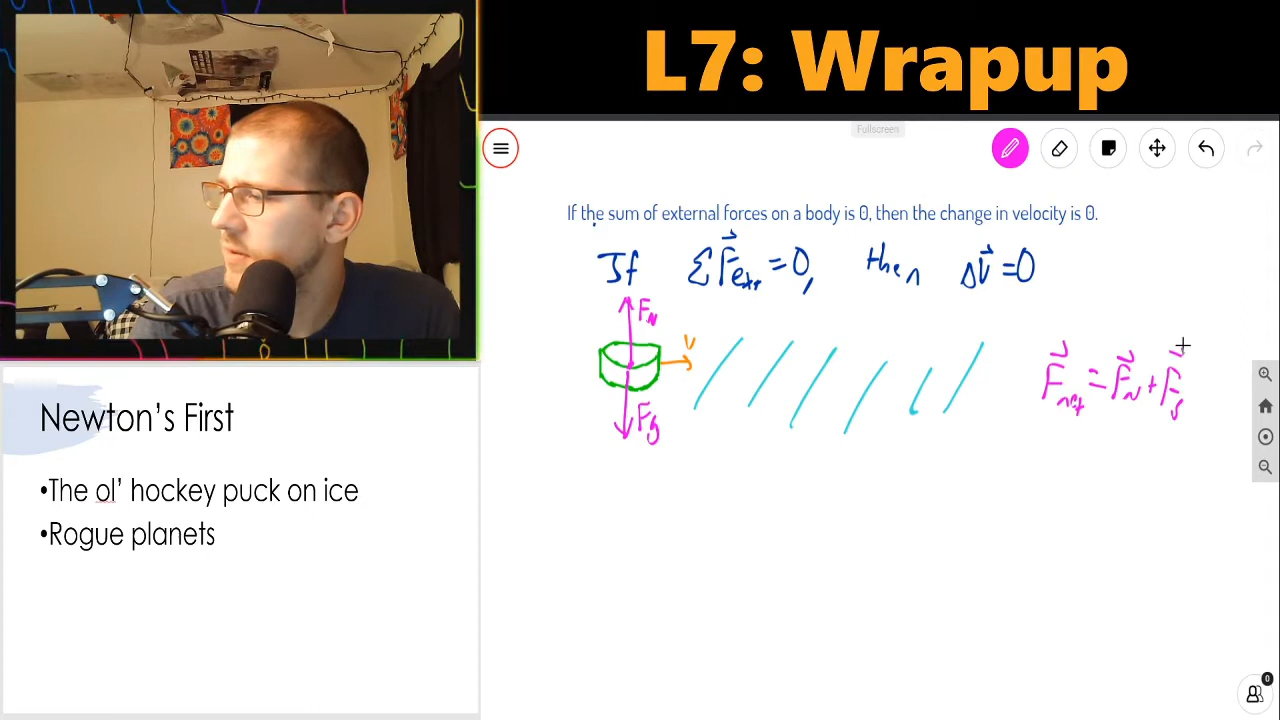 L7: Wrapup
Fullscreen
If the sum of external forces on a body is 0, then the change in velocity is 0.
If ΣF⃗ext = 0, then Δv⃗ = 0
FN
v
F⃗net = F⃗N + F⃗g
Fg
Newton's First
•The ol' hockey puck on ice
•Rogue planets
0